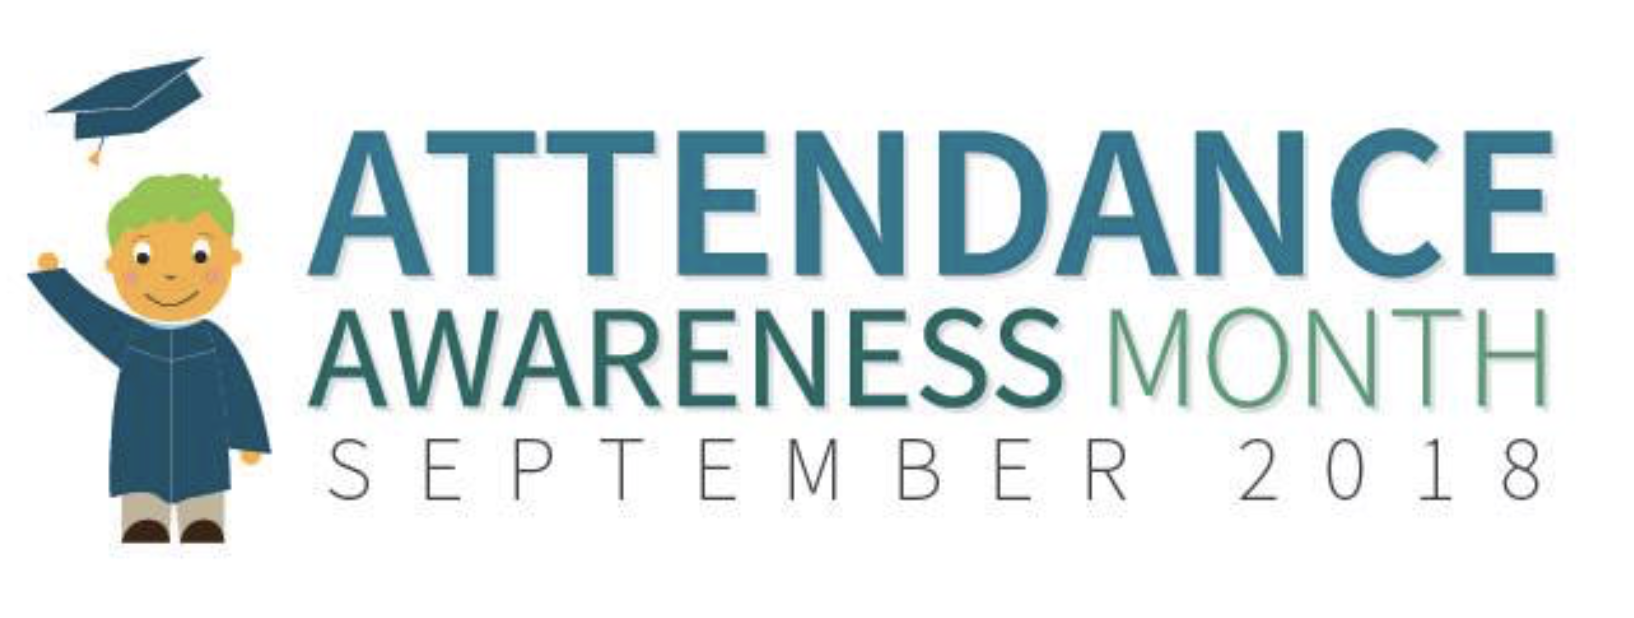 ATTENDANCE
AWARENESS MONTH
SEPTEMBER 2018